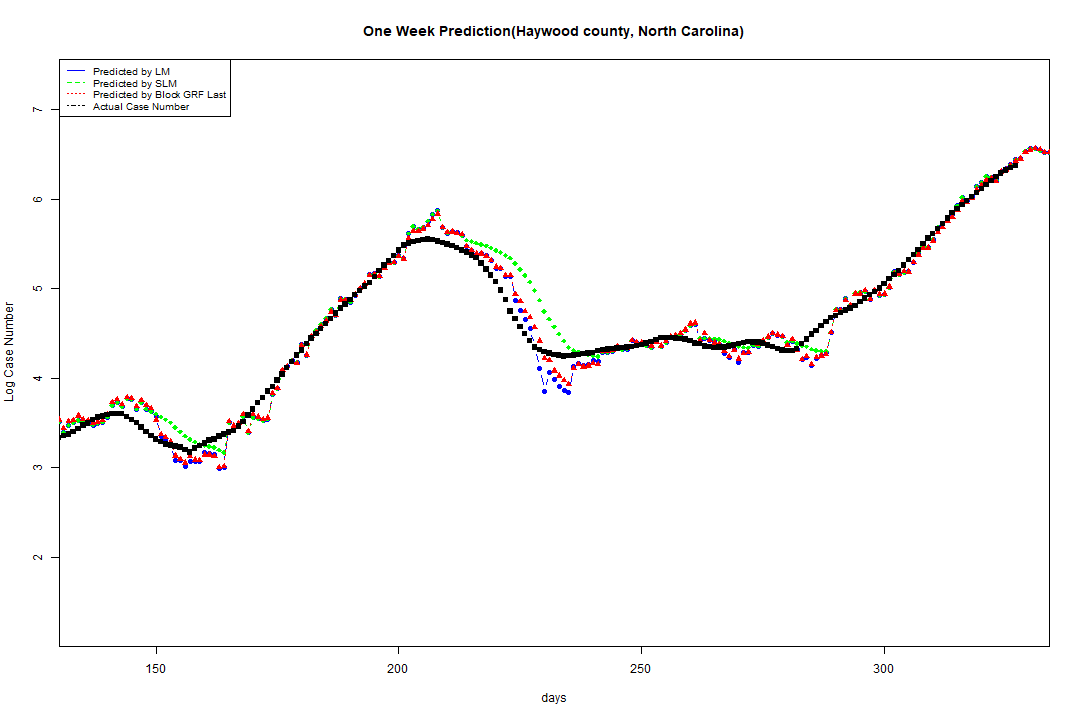 One Week Prediction(Haywood county, North Carolina)
Predicted by LM
Predicted by SLM
Predicted by Block GRF Last
Actual Case Number
7
6
5
4
3
2
Log Case Number
150 200 250 300
days